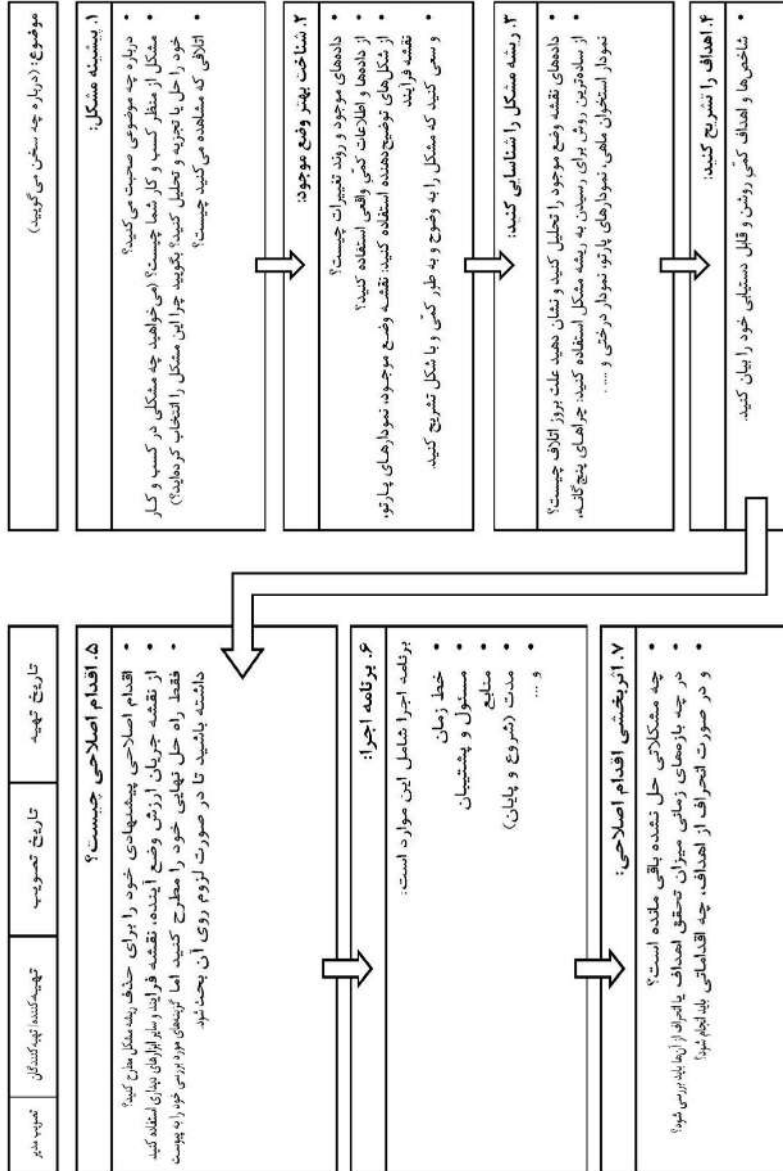 موضوع: (درباره چه سخن می‌گویید)
۱. پیشینه مشکل:
• درباره چه موضوعی صحبت می‌کنید؟
• مشکل از منظر کسب و کار شما چیست؟ (می‌خواهید چه مشکلی در کسب و کار
خود را حل یا تجزیه و تحلیل کنید؟ بگویید چرا این مشکل را انتخاب کرده‌اید؟)
• اتلافی که مشاهده می‌کنید چیست؟
۲. شناخت بهتر وضع موجود:
• داده‌های موجود و روند تغییرات چیست؟
• از داده‌ها و اطلاعات کمّی واقعی استفاده کنید؟
• از شکل‌های توضیح‌دهنده استفاده کنید: نقشه وضع موجود، نمودارهای پارتو،
نقشه فرآیند
• و سعی کنید که مشکل را به وضوح و به طور کمّی و با شکل تشریح کنید.
۳. ریشه مشکل را شناسایی کنید:
• داده‌های نقشه وضع موجود را تحلیل کنید و نشان دهید علت بروز اتلاف چیست؟
• از ساده‌ترین روش برای رسیدن به ریشه مشکل استفاده کنید: چراهای پنج‌گانه،
نمودار استخوان ماهی، نمودارهای پارتو، نمودار درختی و .... .
۴. اهداف را تشریح کنید:
• شاخص‌ها و اهداف کمّی روشن و قابل دستیابی خود را بیان کنید.
تاریخ تهیه
تاریخ تصویب
تهیه‌کننده/ تهیه‌کنندگان
تصویب مدیر
۵. اقدام اصلاحی چیست؟
• اقدام اصلاحی پیشنهادی خود را برای حذف ریشه مشکل مطرح کنید؟
• از نقشه جریان ارزش وضع آینده، نقشه فرایند و سایر ابزارهای دیداری استفاده کنید
• فقط راه حل نهایی خود را مطرح کنید اما گزینه‌های مورد بررسی خود را به پیوست
داشته باشید تا در صورت لزوم روی آن بحث شود.
۶. برنامه اجرا:
برنامه اجرا شامل این موارد است:
• خط زمان
• مسئول و پشتیبان
• منابع
• مدت (شروع و پایان)
• و ...
۷. اثربخشی اقدام اصلاحی:
• چه مشکلاتی حل نشده باقی مانده است؟
• در چه بازه‌های زمانی میزان تحقق اهداف یا انحراف از آن‌ها باید بررسی شود؟
• و در صورت انحراف از اهداف، چه اقداماتی باید انجام شود؟